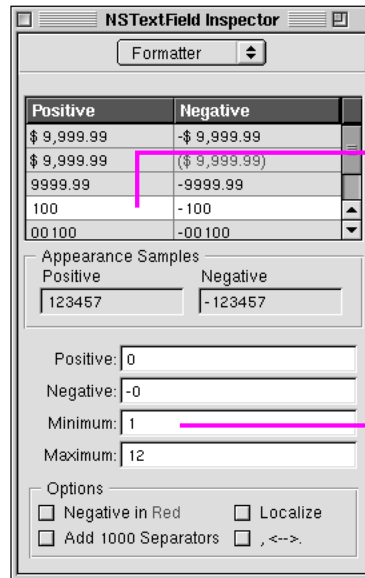 NSTextField Inspector
Formatter
Positive Negative
$ 9,999.99 -$ 9,999.99
$ 9,999.99 ($ 9,999.99)
9999.99 -9999.99
100 -100
00100 -00100
Appearance Samples
Positive Negative
123457 -123457
Positive: 0
Negative: -0
Minimum: 1
Maximum: 12
Options
Negative in Red Localize
Add 1000 Separators , <-->.